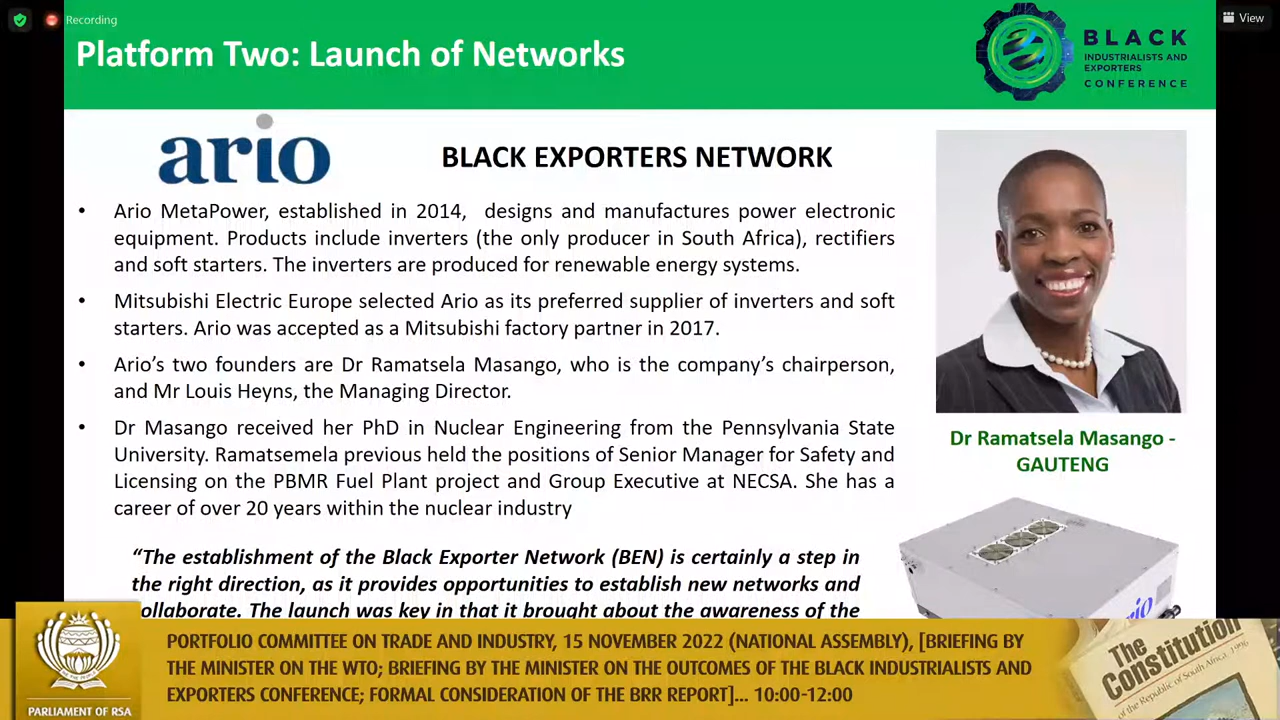 Recording
View
Platform Two: Launch of Networks
BLACK
INDUSTRIALISTS AND
EXPORTERS
CONFERENCE
ario
BLACK EXPORTERS NETWORK
• Ario MetaPower, established in 2014, designs and manufactures power electronic
equipment. Products include inverters (the only producer in South Africa), rectifiers
and soft starters. The inverters are produced for renewable energy systems.
• Mitsubishi Electric Europe selected Ario as its preferred supplier of inverters and soft
starters. Ario was accepted as a Mitsubishi factory partner in 2017.
• Ario's two founders are Dr Ramatsela Masango, who is the company's chairperson,
and Mr Louis Heyns, the Managing Director.
• Dr Masango received her PhD in Nuclear Engineering from the Pennsylvania State
University. Ramatsemela previous held the positions of Senior Manager for Safety and
Licensing on the PBMR Fuel Plant project and Group Executive at NECSA. She has a
career of over 20 years within the nuclear industry
"The establishment of the Black Exporter Network (BEN) is certainly a step in
the right direction, as it provides opportunities to establish new networks and
ollaborate. The launch was key in that it brought about the awareness of the
Dr Ramatsela Masango -
GAUTENG
ario
PORTFOLIO COMMITTEE ON TRADE AND INDUSTRY, 15 NOVEMBER 2022 (NATIONAL ASSEMBLY), [BRIEFING BY
THE MINISTER ON THE WTO; BRIEFING BY THE MINISTER ON THE OUTCOMES OF THE BLACK INDUSTRIALISTS AND
EXPORTERS CONFERENCE; FORMAL CONSIDERATION OF THE BRR REPORT]... 10:00-12:00
PARLIAMENT OF RSA
The
Constitution
of the Republic of South Africa, 1996